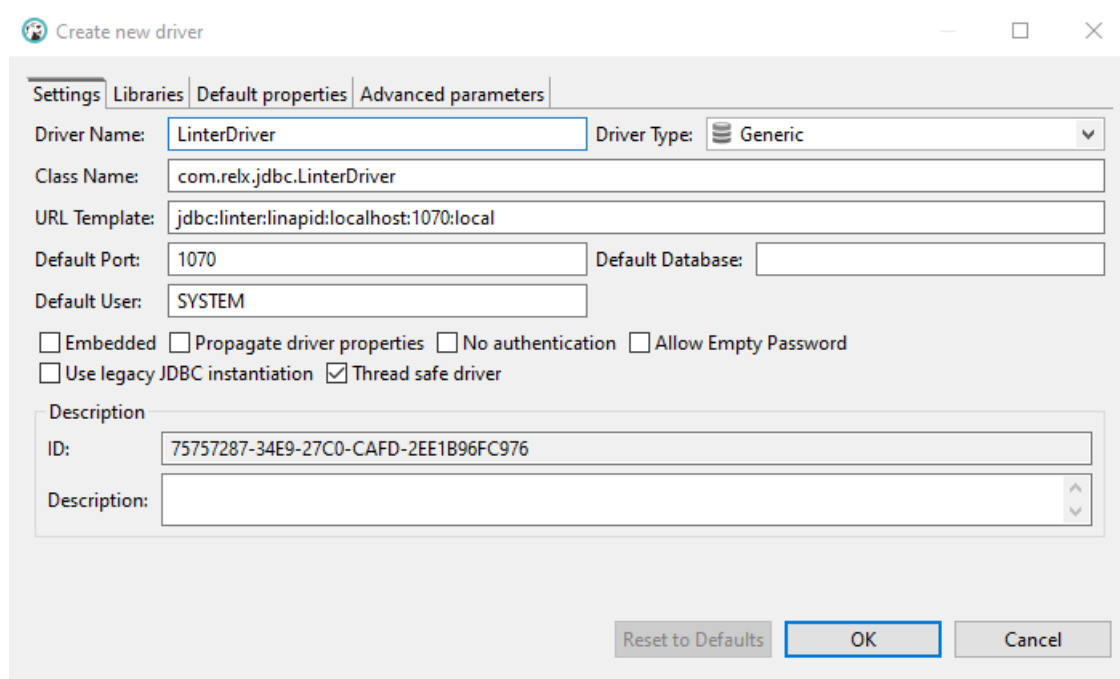 Create new driver
Settings Libraries Default properties Advanced parameters
Driver Name: LinterDriver Driver Type: Generic
Class Name: com.relx.jdbc.LinterDriver
URL Template: jdbc:linter:linapid:localhost:1070:local
Default Port: 1070 Default Database:
Default User: SYSTEM
Embedded Propagate driver properties No authentication Allow Empty Password
Use legacy JDBC instantiation Thread safe driver
Description
ID: 75757287-34E9-27C0-CAFD-2EE1B96FC976
Description:
Reset to Defaults OK Cancel